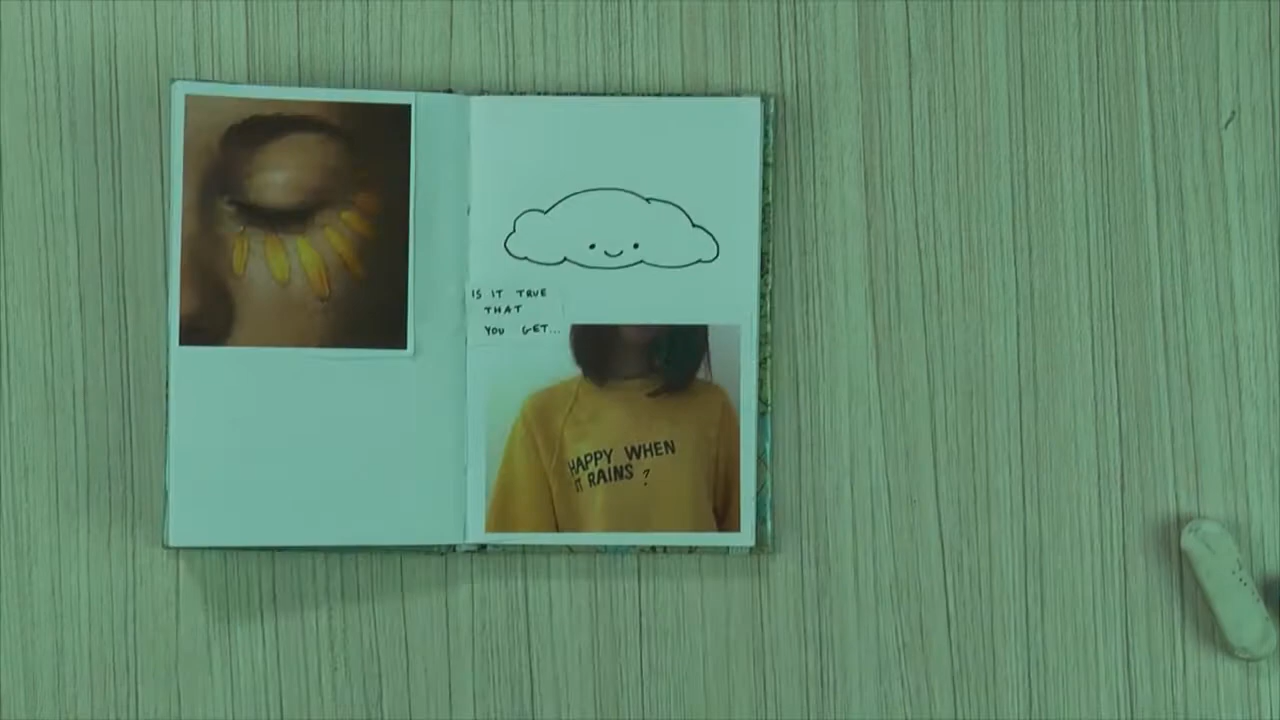 IS IT TRUE
THAT
YOU GET...
HAPPY WHEN
IT RAINS ?